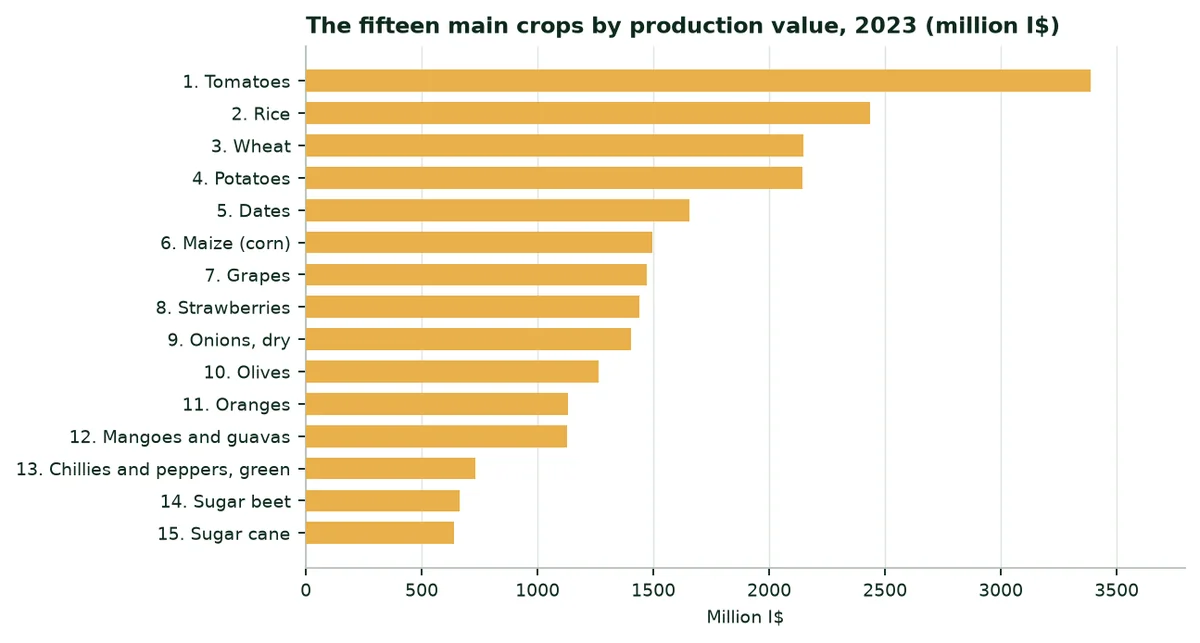 The fifteen main crops by production value, 2023 (million I$)
1. Tomatoes
2. Rice
3. Wheat
4. Potatoes
5. Dates
6. Maize (corn)
7. Grapes
8. Strawberries
9. Onions, dry
10. Olives
11. Oranges
12. Mangoes and guavas
13. Chillies and peppers, green
14. Sugar beet
15. Sugar cane
0 500 1000 1500 2000 2500 3000 3500
Million I$